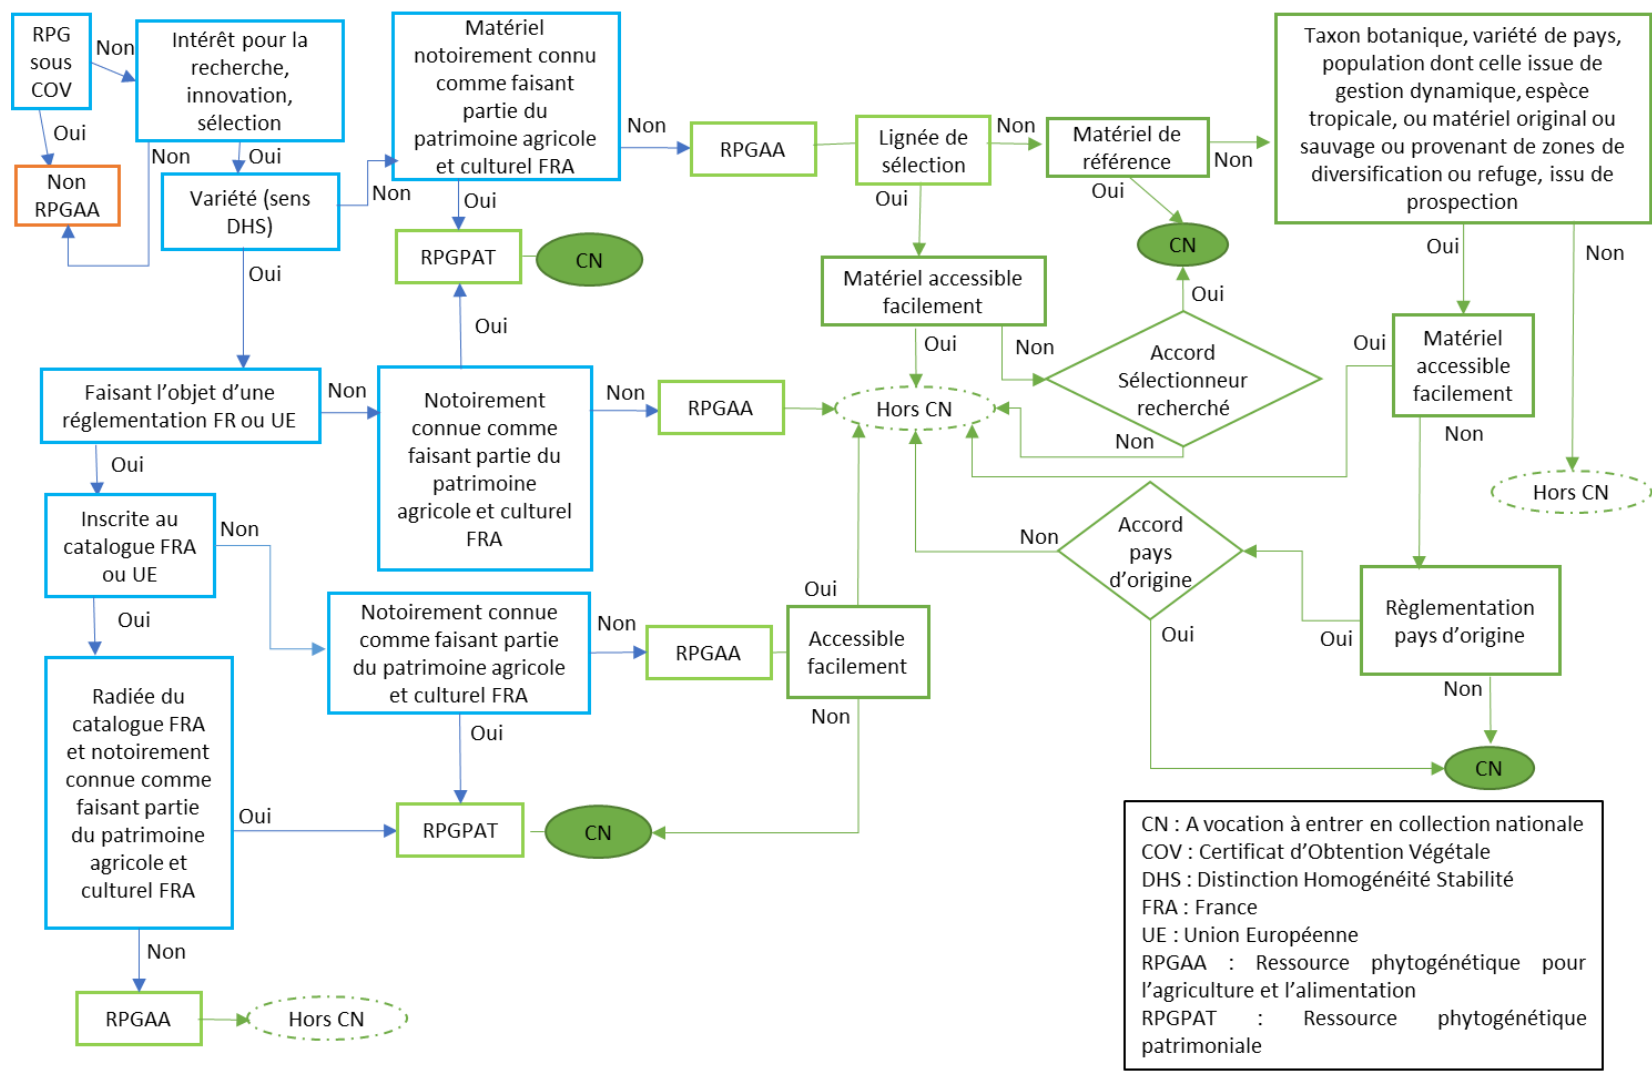 RPG
sous
COV
Non
Oui
Non
RPGAA
Intérêt pour la
recherche,
innovation,
sélection
Non
Oui
Variété (sens
DHS)
Non
Oui
Matériel
notoirement connu
comme faisant
partie du
patrimoine agricole
et culturel FRA
Non
Oui
RPGPAT
CN
RPGAA
Lignée de
sélection
Non
Oui
Matériel de
référence
Non
Oui
CN
Taxon botanique, variété de pays,
population dont celle issue de
gestion dynamique, espèce
tropicale, ou matériel original ou
sauvage ou provenant de zones de
diversification ou refuge, issu de
prospection
Oui
Non
Matériel accessible
facilement
Oui
Non
Oui
Accord
Sélectionneur
recherché
Non
Oui
Matériel
accessible
facilement
Non
Hors CN
Faisant l’objet d’une
réglementation FR ou UE
Non
Oui
Oui
Notoirement
connue comme
faisant partie du
patrimoine
agricole et culturel
FRA
Non
RPGAA
Hors CN
Inscrite au
catalogue FRA
ou UE
Non
Oui
Notoirement connue
comme faisant partie
du patrimoine agricole
et culturel FRA
Non
Oui
RPGAA
Oui
Accessible
facilement
Non
Non
Accord
pays
d’origine
Oui
Oui
Règlementation
pays d’origine
Non
CN
Radiée du
catalogue FRA
et notoirement
connue comme
faisant partie
du patrimoine
agricole et
culturel FRA
Oui
Non
RPGPAT
CN
RPGAA
Hors CN
CN : A vocation à entrer en collection nationale
COV : Certificat d’Obtention Végétale
DHS : Distinction Homogénéité Stabilité
FRA : France
UE : Union Européenne
RPGAA : Ressource phytogénétique pour
l’agriculture et l’alimentation
RPGPAT : Ressource phytogénétique
patrimoniale